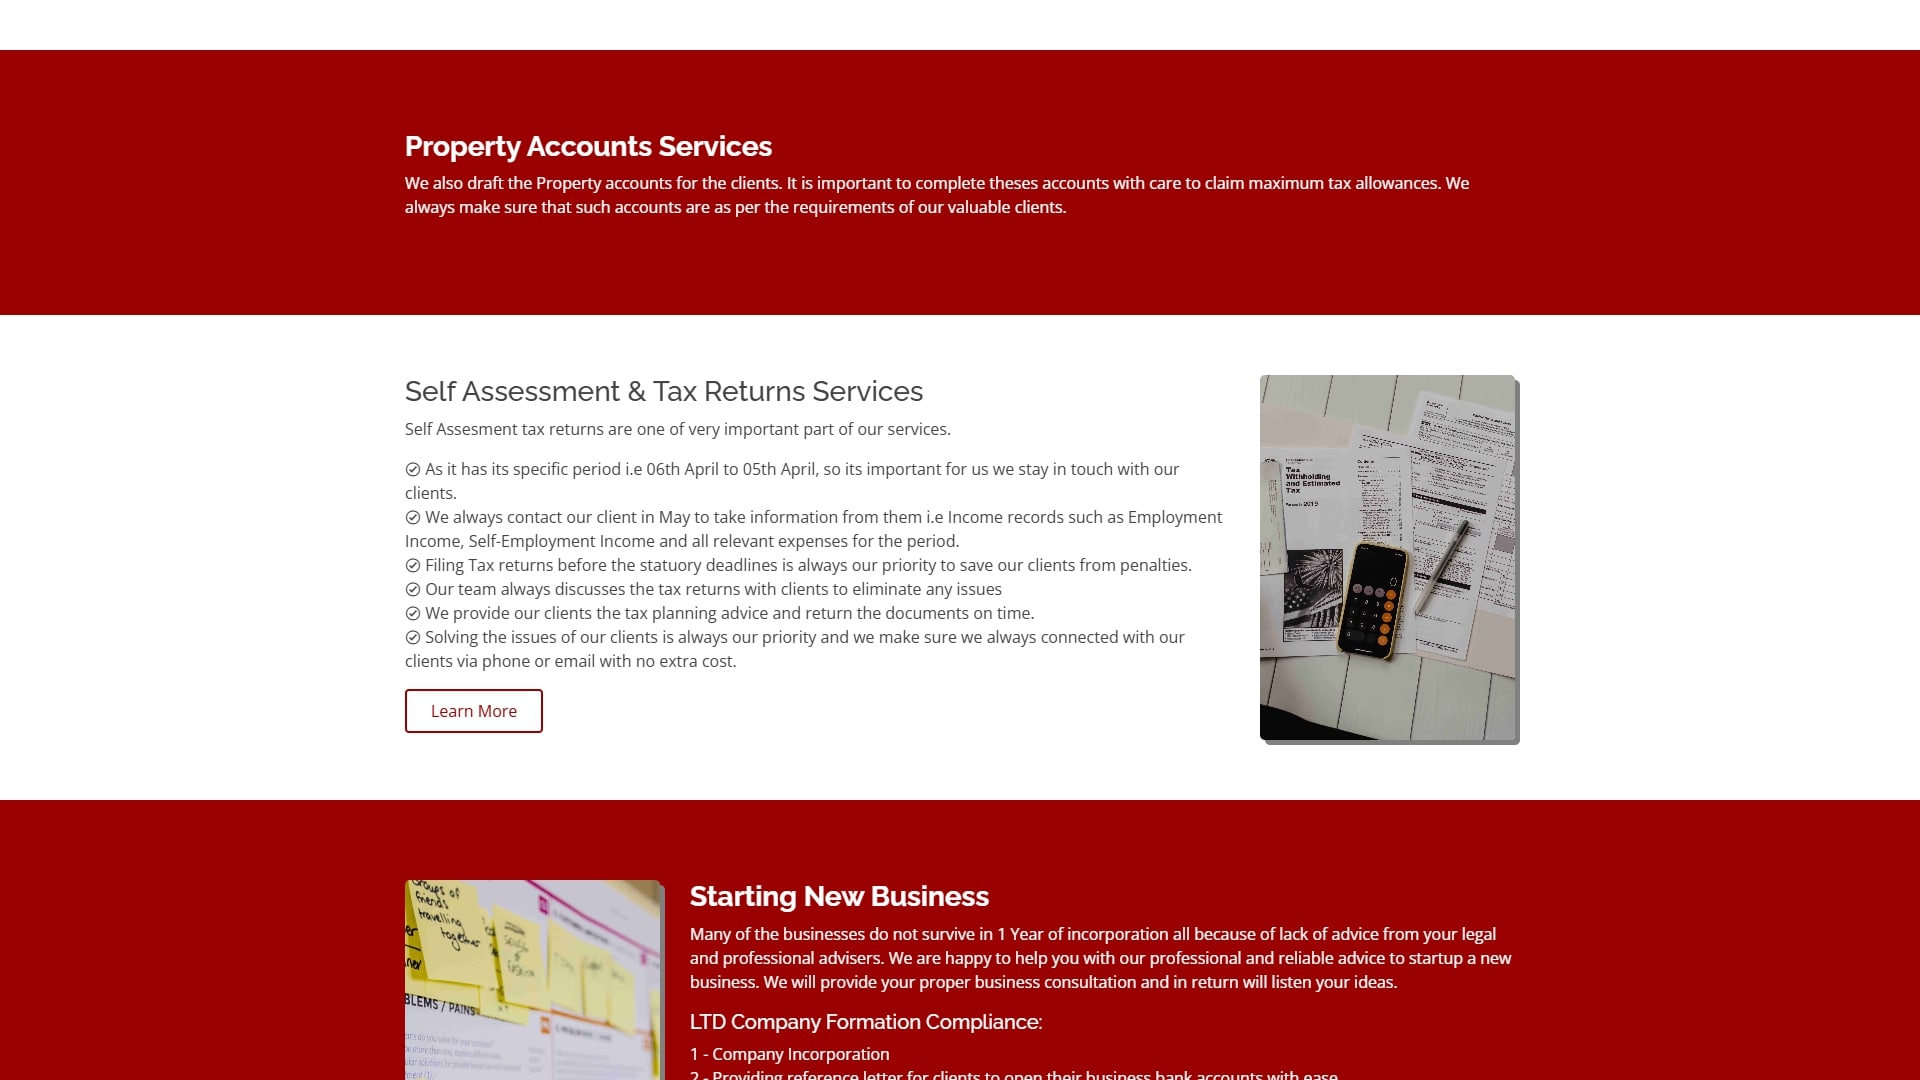 Property Accounts Services
We also draft the Property accounts for the clients. It is important to complete theses accounts with care to claim maximum tax allowances. We
always make sure that such accounts are as per the requirements of our valuable clients.
Self Assessment & Tax Returns Services
Self Assesment tax returns are one of very important part of our services.
As it has its specific period i.e 06th April to 05th April, so its important for us we stay in touch with our
clients.
We always contact our client in May to take information from them i.e Income records such as Employment
Income, Self-Employment Income and all relevant expenses for the period.
Filing Tax returns before the statuory deadlines is always our priority to save our clients from penalties.
Our team always discusses the tax returns with clients to eliminate any issues
We provide our clients the tax planning advice and return the documents on time.
Solving the issues of our clients is always our priority and we make sure we always connected with our
clients via phone or email with no extra cost.
Learn More
Tax
Withholding
and Estimated
Tax
2019
Groups of
friends
travelling
together
BLEMS / PAINS
Starting New Business
Many of the businesses do not survive in 1 Year of incorporation all because of lack of advice from your legal
and professional advisers. We are happy to help you with our professional and reliable advice to startup a new
business. We will provide your proper business consultation and in return will listen your ideas.
LTD Company Formation Compliance:
1 - Company Incorporation
2 - Providing reference letter for clients to open their business bank accounts with ease